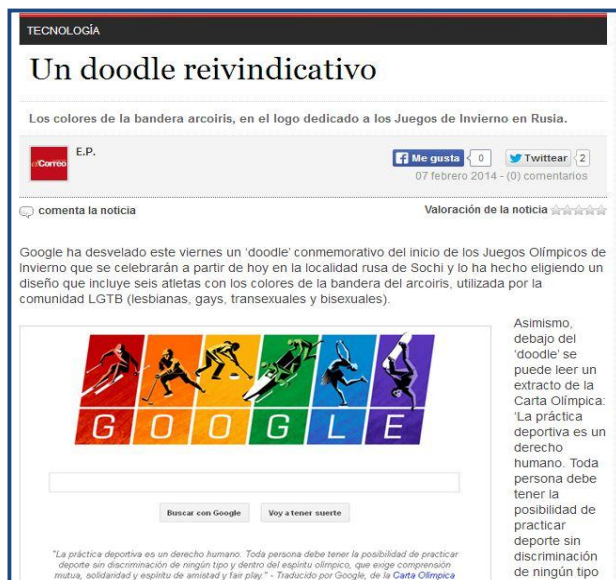 TECNOLOGÍA
Un doodle reivindicativo
Los colores de la bandera arcoiris, en el logo dedicado a los Juegos de Invierno en Rusia.
elCorreo
E.P.
Me gusta 0 Twittear 2
07 febrero 2014 - (0) comentarios
comenta la noticia
Valoración de la noticia
Google ha desvelado este viernes un 'doodle' conmemorativo del inicio de los Juegos Olímpicos de
Invierno que se celebrarán a partir de hoy en la localidad rusa de Sochi y lo ha hecho eligiendo un
diseño que incluye seis atletas con los colores de la bandera del arcoiris, utilizada por la
comunidad LGTB (lesbianas, gays, transexuales y bisexuales).
GOOGLE
Buscar con Google Voy a tener suerte
"La práctica deportiva es un derecho humano. Toda persona debe tener la posibilidad de practicar
deporte sin discriminación de ningún tipo y dentro del espíritu olímpico, que exige comprensión
mutua, solidaridad y espíritu de amistad y fair play." - Traducido por Google, de la Carta Olímpica
Asimismo,
debajo del
'doodle' se
puede leer un
extracto de la
Carta Olímpica:
'La práctica
deportiva es un
derecho
humano. Toda
persona debe
tener la
posibilidad de
practicar
deporte sin
discriminación
de ningún tipo